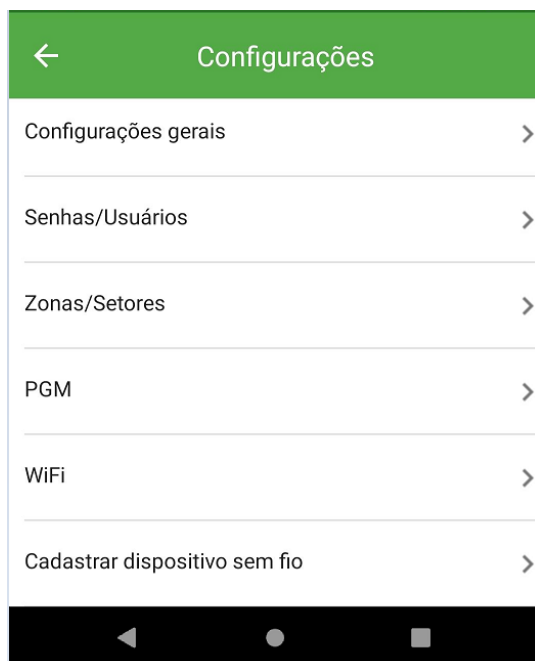 Configurações
Configurações gerais
Senhas/Usuários
Zonas/Setores
PGM
WiFi
Cadastrar dispositivo sem fio